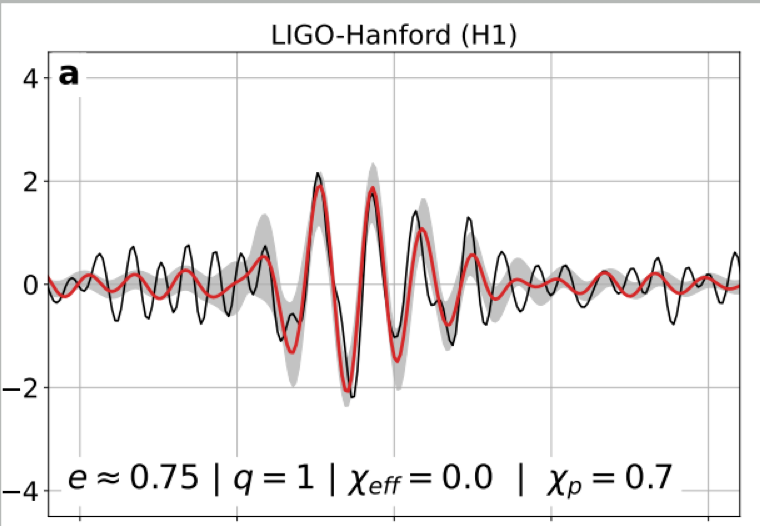 LIGO-Hanford (H1)
a
4
2
0
−2
−4
e ≈ 0.75 | q = 1 | χeff = 0.0 | χp = 0.7